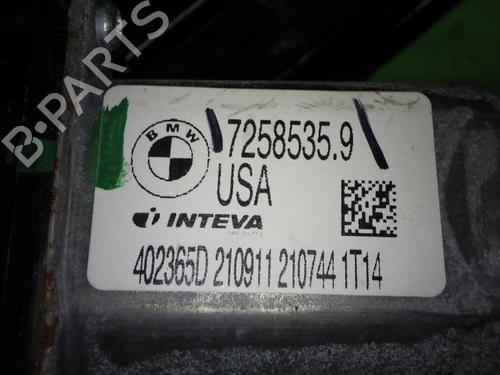 B-PARTS
BMW
7258535.9
USA
INTEVA
402365D 210911 210744 1T14